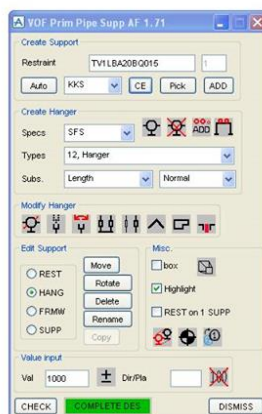 VOF Prim Pipe Supp AF 1.71
Create Support
Restraint TV1LBA20BQ015 1
Auto KKS CE Pick ADD
Create Hanger
Specs SFS ADD
Types 12, Hanger
Subs. Length Normal
Modify Hanger
Edit Support Misc.
REST Move box
HANG Rotate Highlight
FRMW Delete REST on 1 SUPP
SUPP Rename
Copy
Value input
Val 1000 ± Dir/Pla
CHECK COMPLETE DES DISMISS